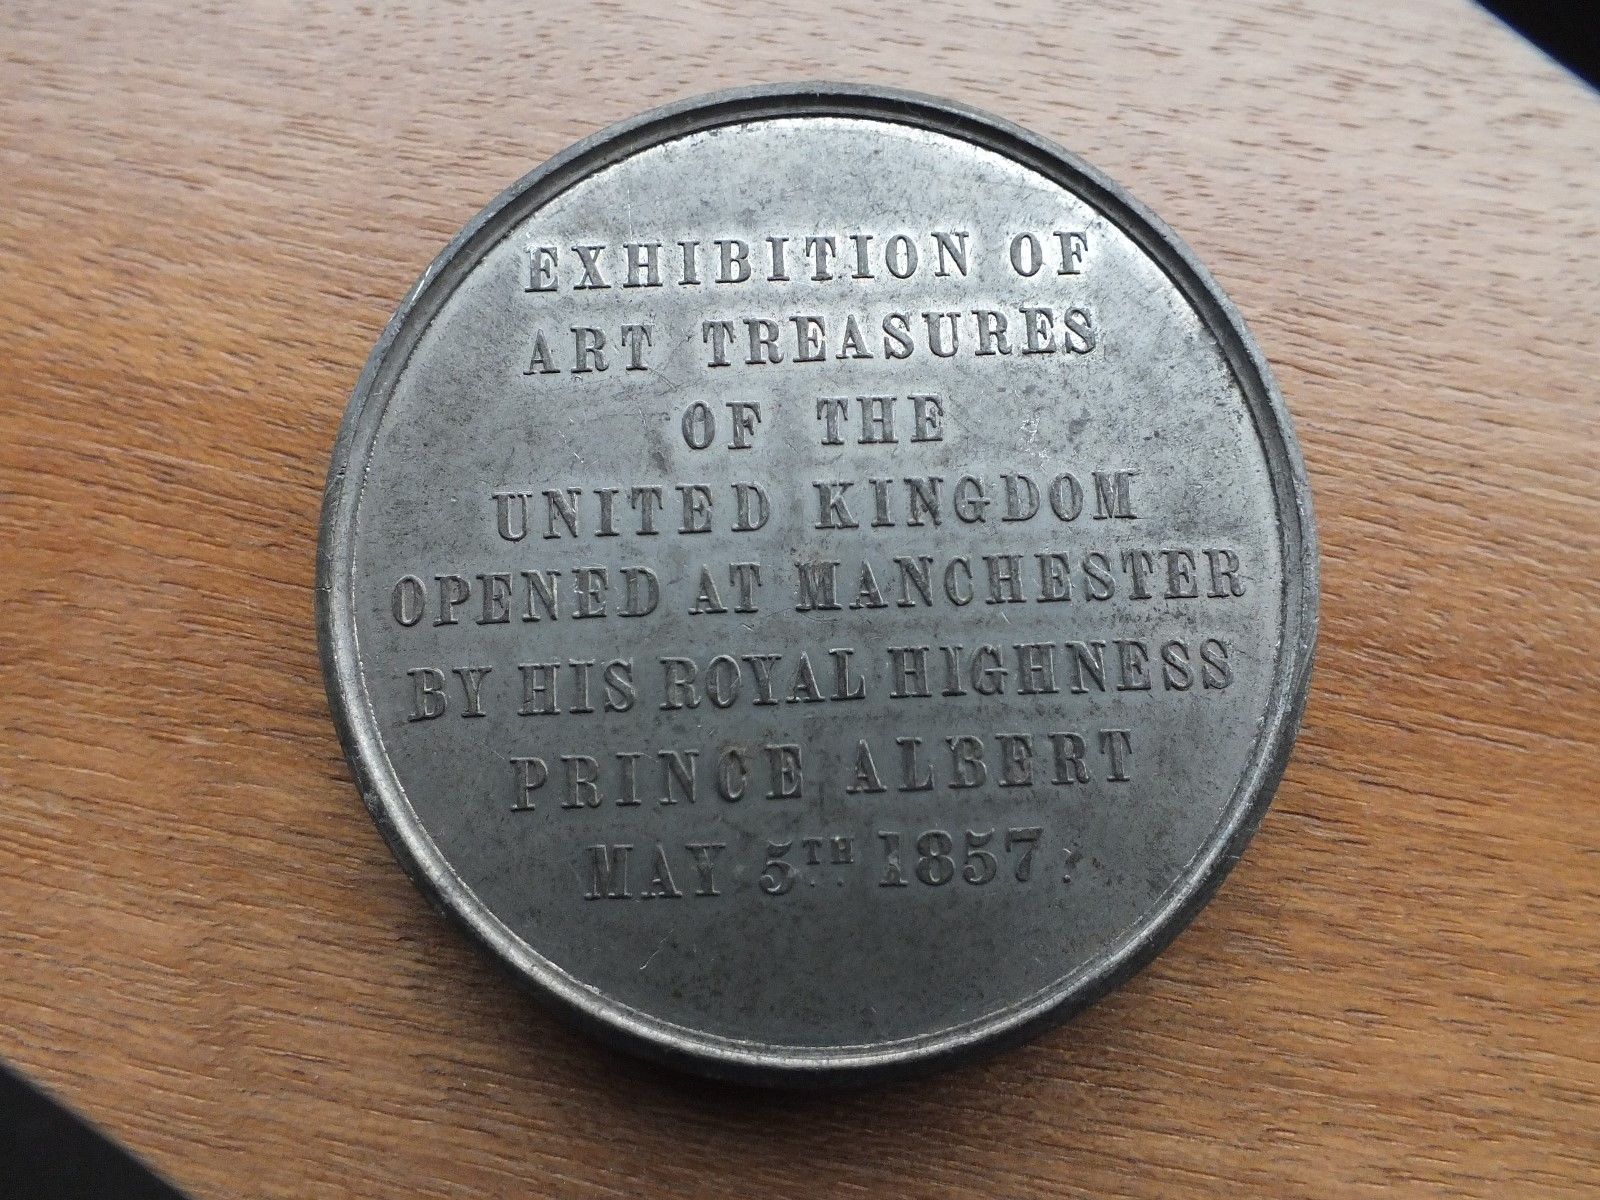 EXHIBITION OF
ART TREASURES
OF THE
UNITED KINGDOM
OPENED AT MANCHESTER
BY HIS ROYAL HIGHNESS
PRINCE ALBERT
MAY 5TH 1857.